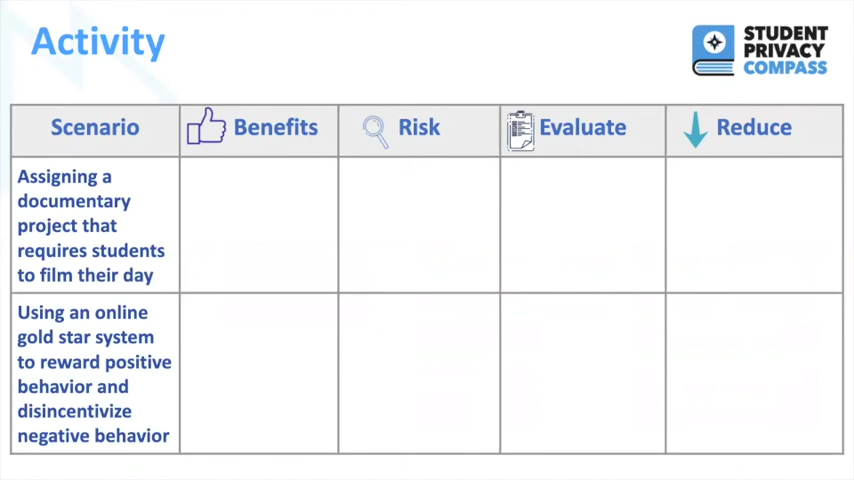 Activity
STUDENT
PRIVACY
COMPASS
Scenario
Benefits
Risk
Evaluate
Reduce
Assigning a
documentary
project that
requires students
to film their day
Using an online
gold star system
to reward positive
behavior and
disincentivize
negative behavior